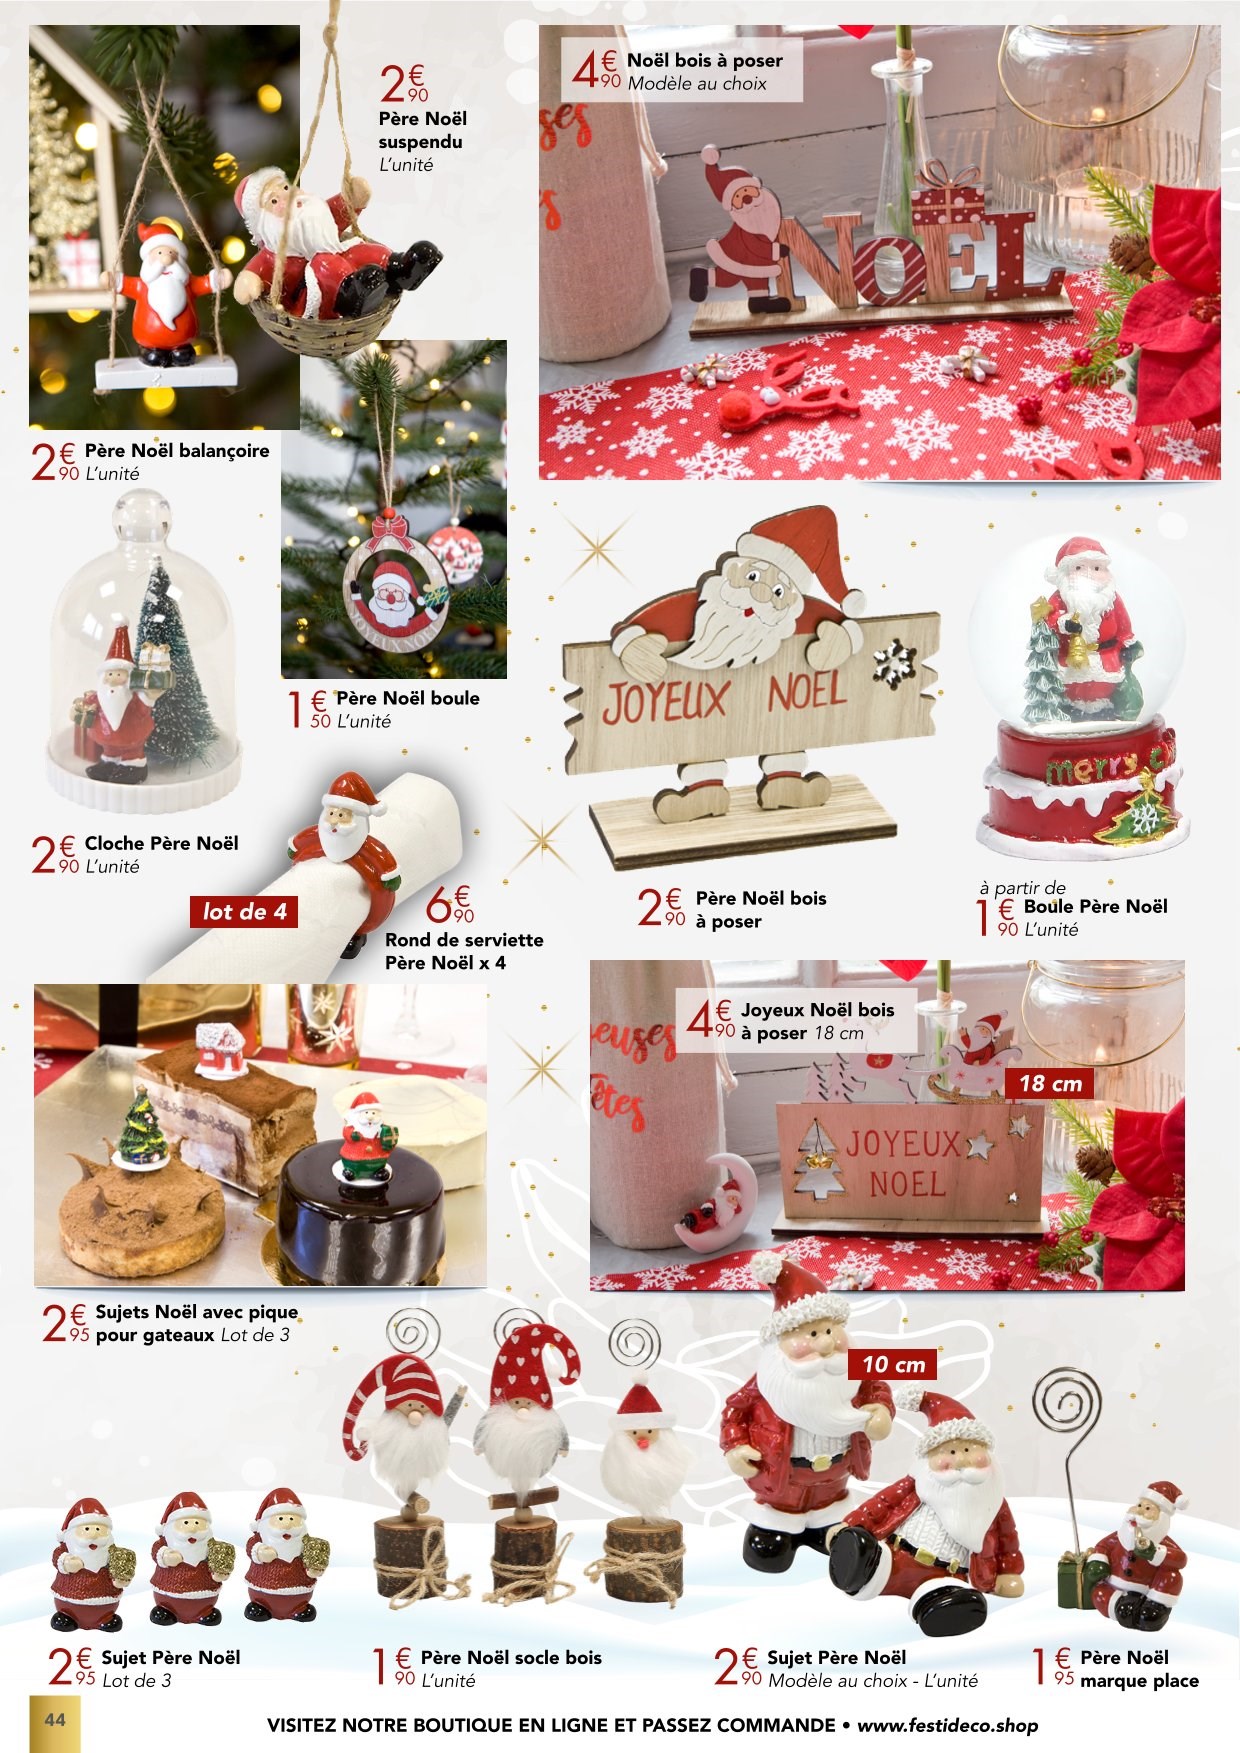 2€90
Père Noël
suspendu
L'unité
4€90 Noël bois à poser
Modèle au choix
NOËL
2€90 Père Noël balançoire
L'unité
1€50 Père Noël boule
L'unité
JOYEUX NOEL
merry
2€90 Cloche Père Noël
L'unité
lot de 4
6€90
Rond de serviette
Père Noël x 4
2€90 Père Noël bois
à poser
à partir de
1€90 Boule Père Noël
L'unité
4€90 Joyeux Noël bois
à poser 18 cm
18 cm
euses
êtes
JOYEUX
NOEL
2€95 Sujets Noël avec pique
pour gateaux Lot de 3
10 cm
2€95 Sujet Père Noël
Lot de 3
1€90 Père Noël socle bois
L'unité
2€90 Sujet Père Noël
Modèle au choix - L'unité
1€95 Père Noël
marque place
44
VISITEZ NOTRE BOUTIQUE EN LIGNE ET PASSEZ COMMANDE • www.festideco.shop